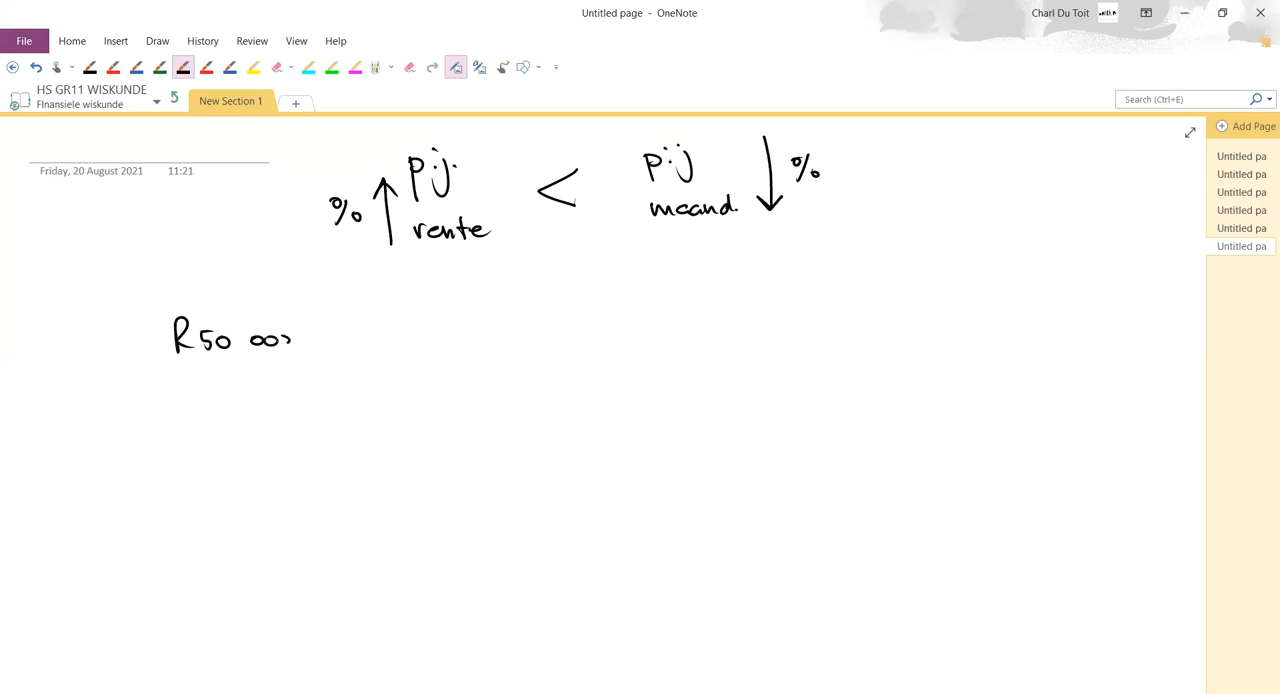 Untitled page - OneNote
Charl Du Toit
File Home Insert Draw History Review View Help
HS GR11 WISKUNDE
FInansiele wiskunde
New Section 1
+
Search (Ctrl+E)
Add Page
Untitled pa
Untitled pa
Untitled pa
Untitled pa
Untitled pa
Untitled pa
Friday, 20 August 2021 11:21
% ↑ p.j. < p.j ↓ %
rente maand.
R50 000